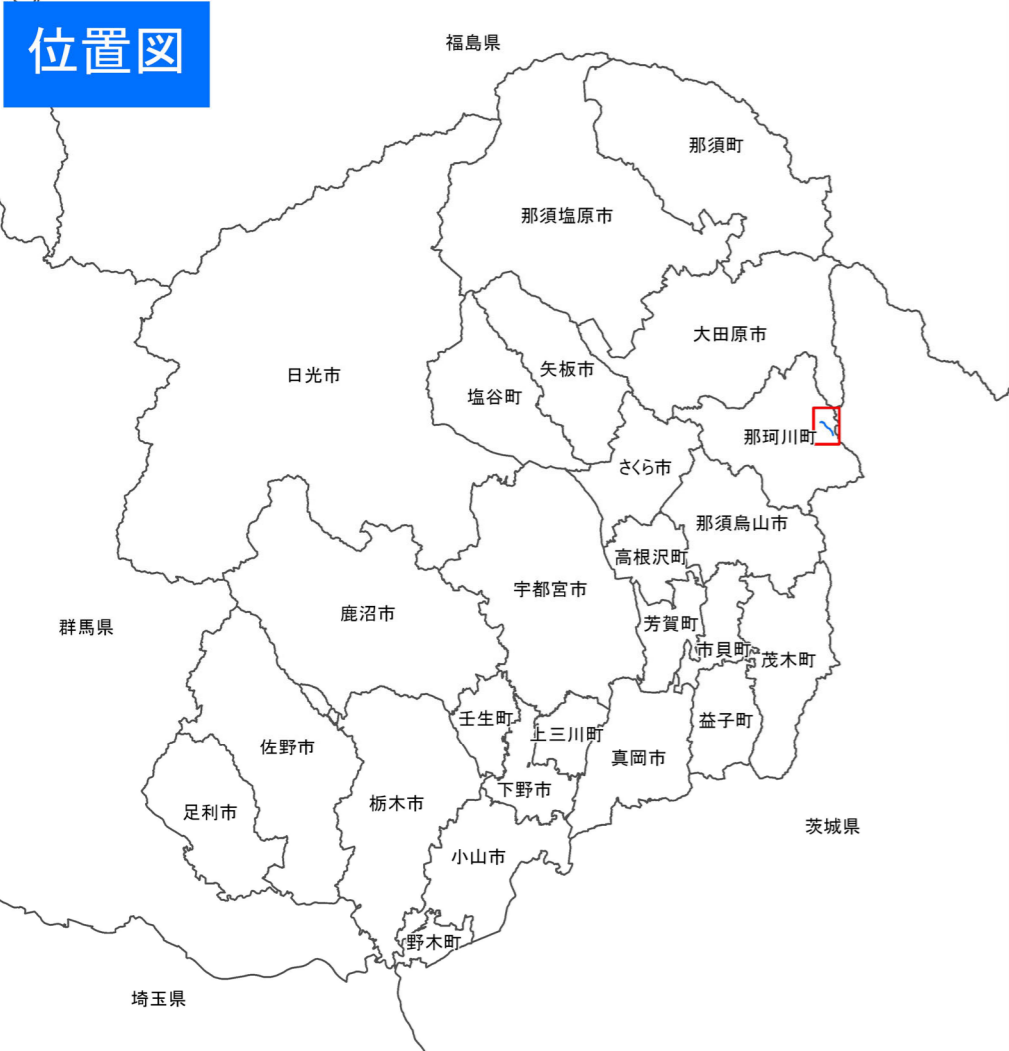 位置図
福島県
那須町
那須塩原市
大田原市
日光市
矢板市
塩谷町
那珂川町
さくら市
那須烏山市
高根沢町
宇都宮市
鹿沼市
芳賀町
群馬県
市貝町
茂木町
壬生町
益子町
上三川町
佐野市
真岡市
下野市
栃木市
足利市
茨城県
小山市
野木町
埼玉県